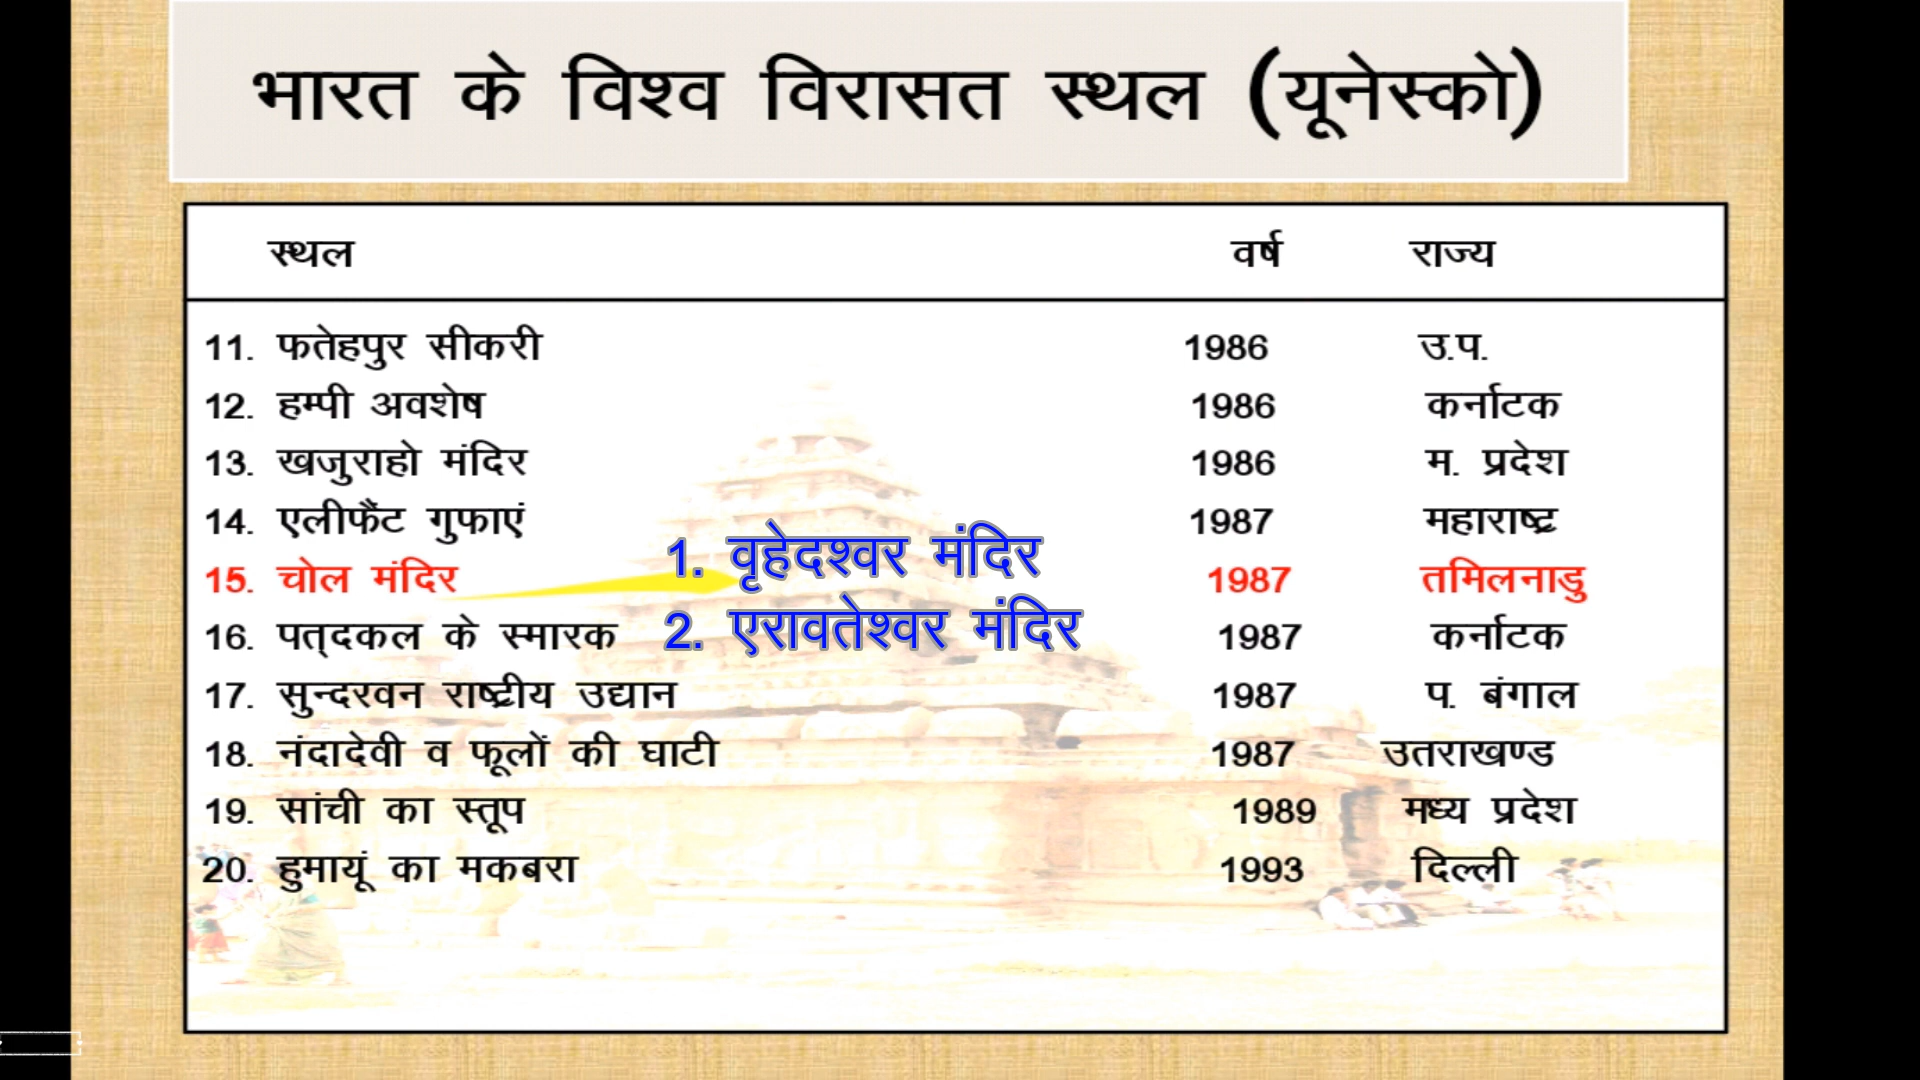 भारत के विश्व विरासत स्थल (यूनेस्को)
स्थल वर्ष राज्य
11. फतेहपुर सीकरी 1986 उ.प.
12. हम्पी अवशेष 1986 कर्नाटक
13. खजुराहो मंदिर 1986 म. प्रदेश
14. एलीफैंट गुफाएं 1987 महाराष्ट्र
1. वृहेदश्वर मंदिर
15. चोल मंदिर 1987 तमिलनाडु
2. एरावतेश्वर मंदिर
16. पत्दकल के स्मारक 1987 कर्नाटक
17. सुन्दरवन राष्ट्रीय उद्यान 1987 प. बंगाल
18. नंदादेवी व फूलों की घाटी 1987 उतराखण्ड
19. सांची का स्तूप 1989 मध्य प्रदेश
20. हुमायूं का मकबरा 1993 दिल्ली